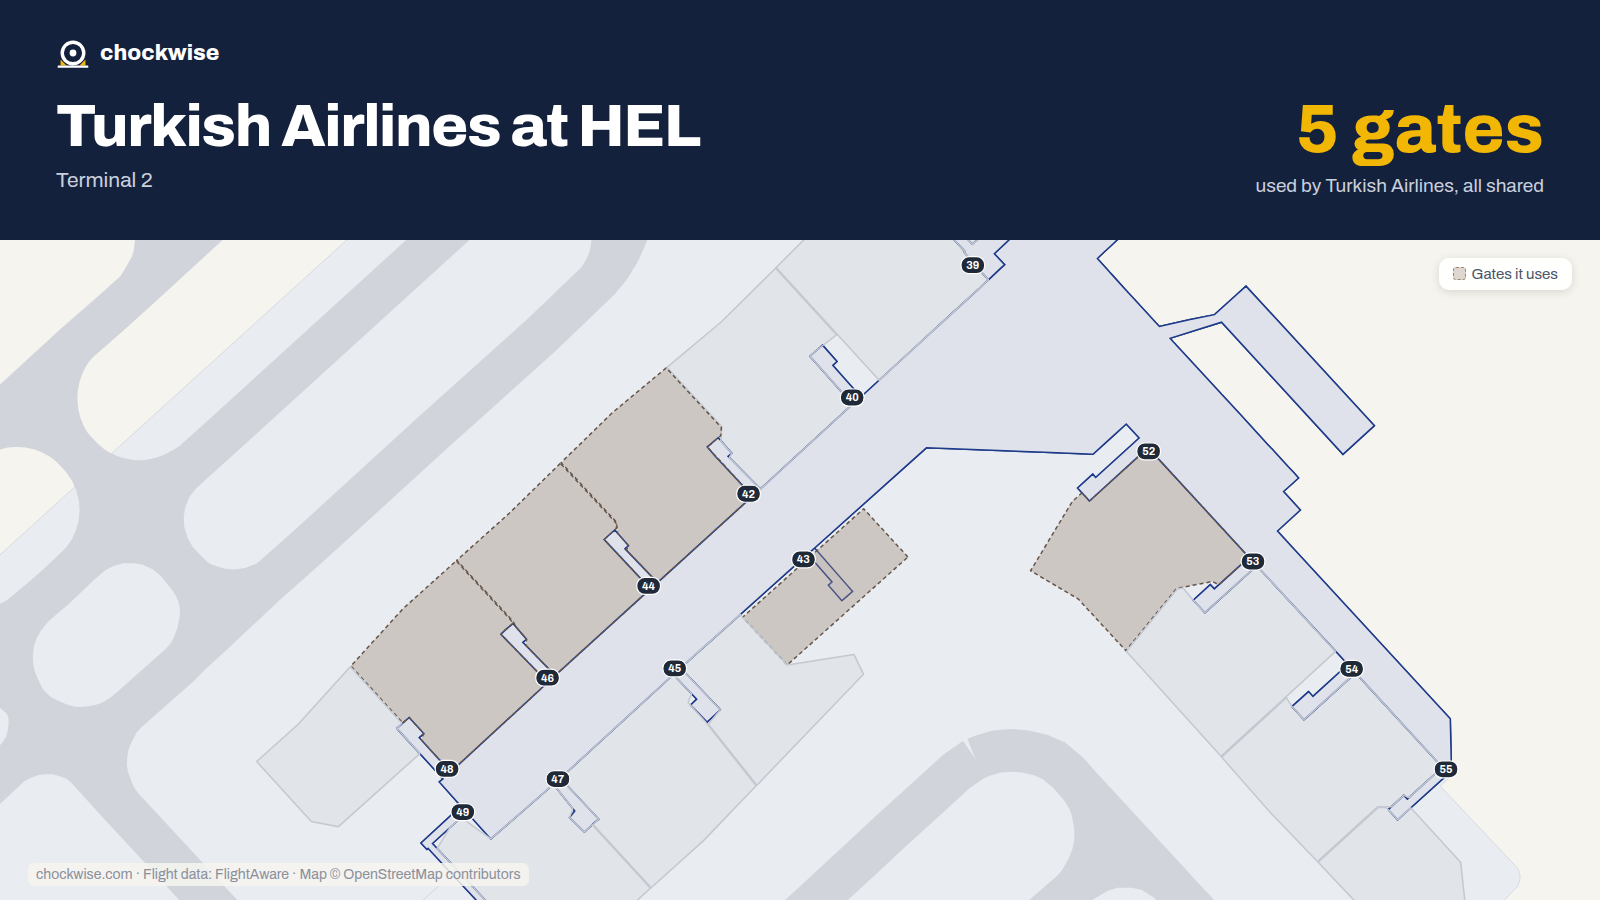 chockwise
Turkish Airlines at HEL
Terminal 2
5 gates
used by Turkish Airlines, all shared
Gates it uses
39
40
42
52
43
53
44
45
54
46
48
55
47
49
chockwise.com · Flight data: FlightAware · Map © OpenStreetMap contributors